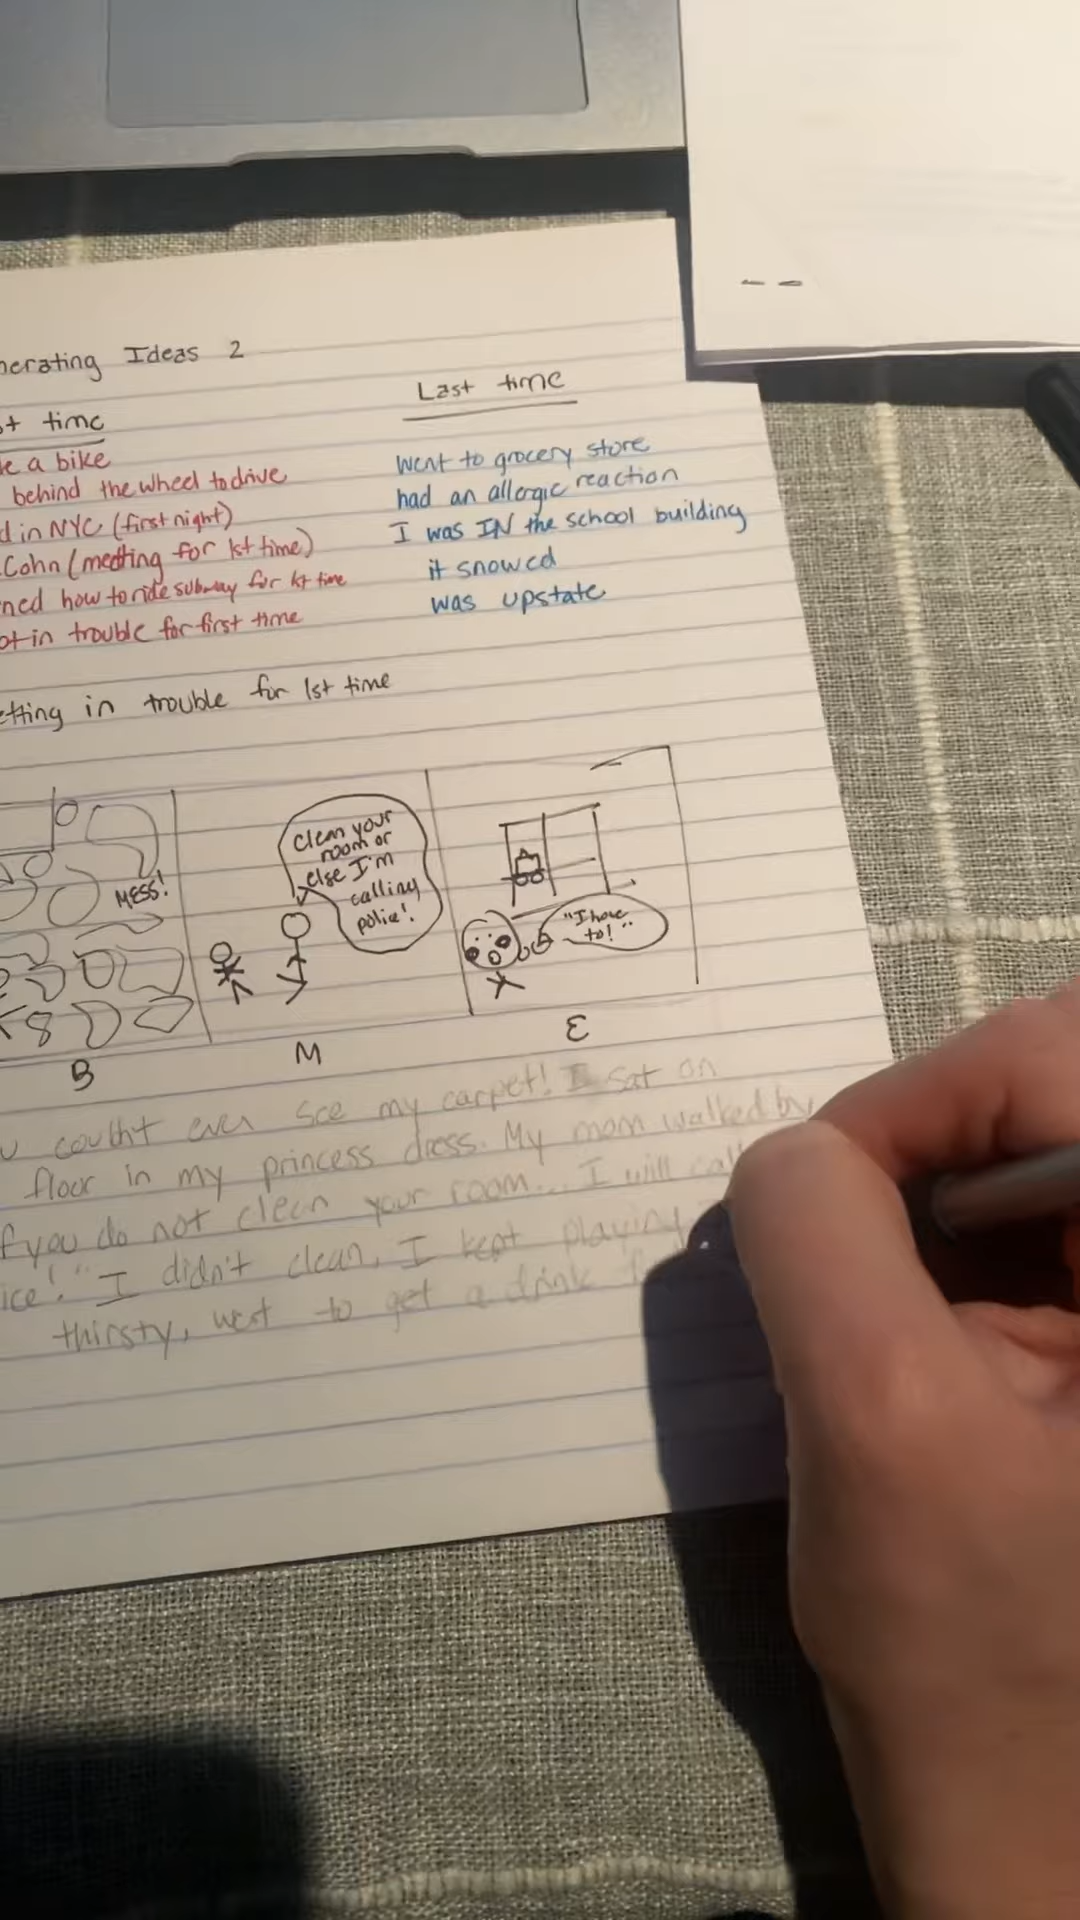 nerating Ideas 2
st time
Last time
ke a bike
behind the wheel to drive
d in NYC (first night)
Cohn (meeting for 1st time)
ned how to ride subway for 1st time
ot in trouble for first time
Went to grocery store
had an allergic reaction
I was IN the school building
it snowed
was upstate
etting in trouble for 1st time
MESS!
clean your
room or
else I'm
calling
police!
"I have
to!"
B
M
E
u couldn't even see my carpet! I sat on
floor in my princess dress. My mom walked by
f you do not clean your room... I will call
ice!" I didn't clean, I kept playing
thirsty, went to get a drink